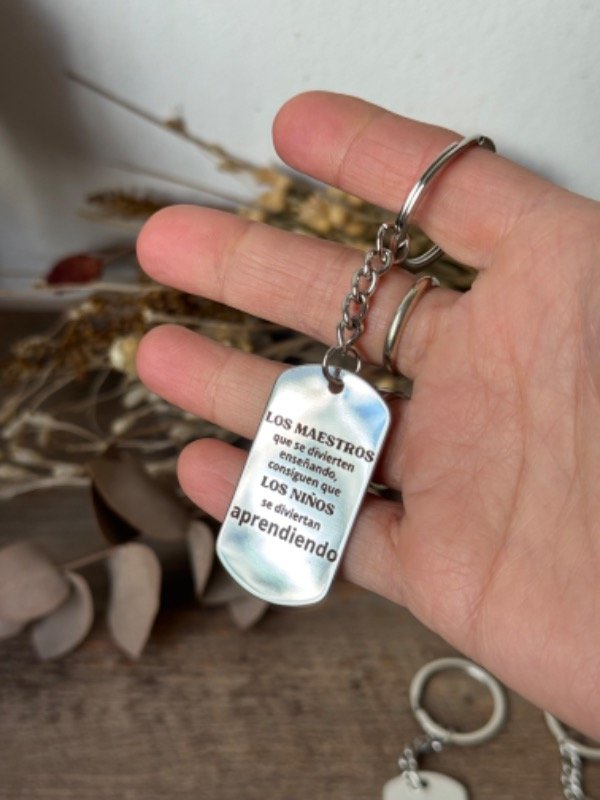 LOS MAESTROS
que se divierten
enseñando,
consiguen que
LOS NIÑOS
se diviertan
aprendiendo